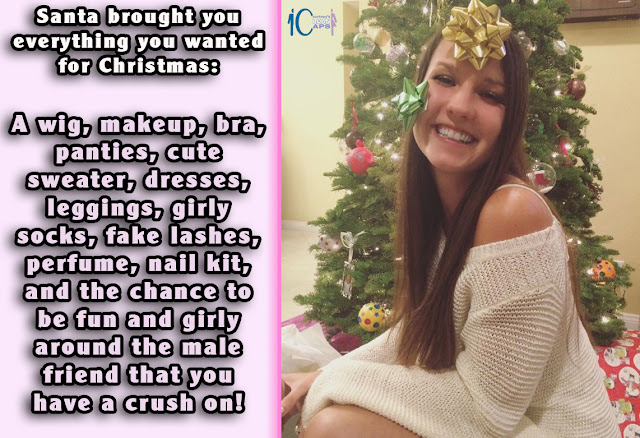 Santa brought you
everything you wanted
for Christmas:
A wig, makeup, bra,
panties, cute
sweater, dresses,
leggings, girly
socks, fake lashes,
perfume, nail kit,
and the chance to
be fun and girly
around the male
friend that you
have a crush on!